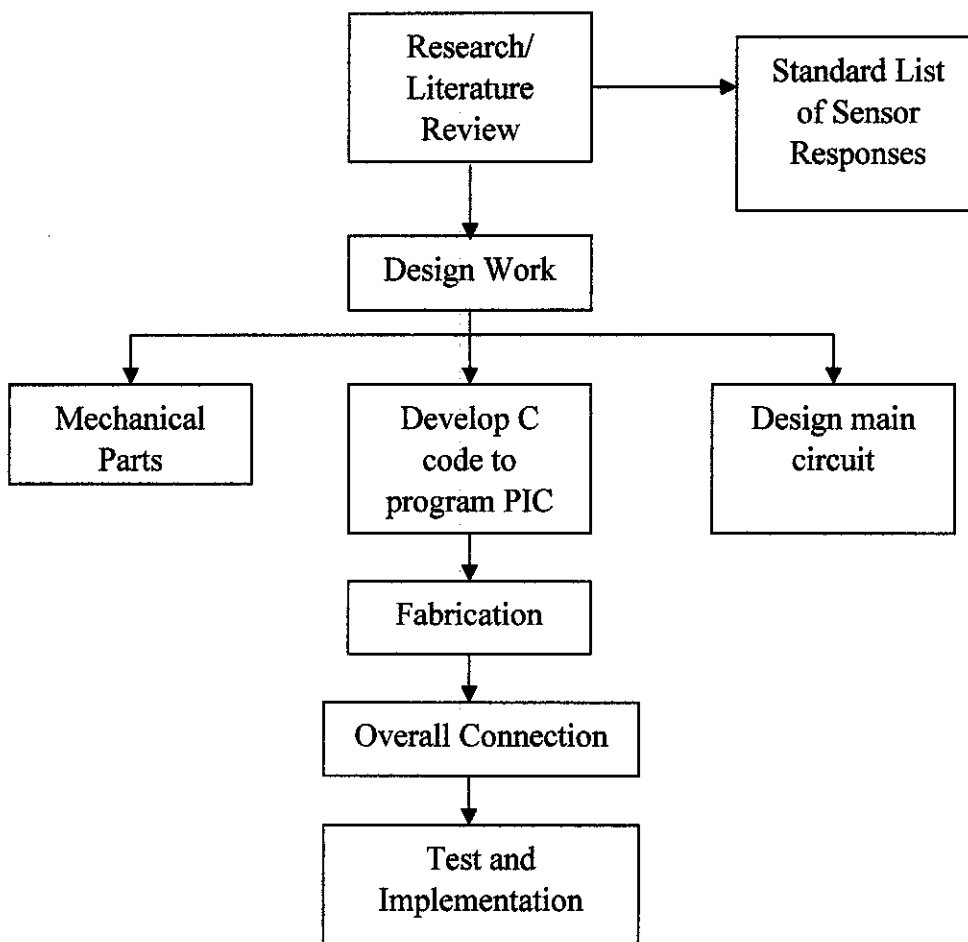 Research/
Literature
Review
Standard List
of Sensor
Responses
Design Work
Mechanical
Parts
Develop C
code to
program PIC
Design main
circuit
Fabrication
Overall Connection
Test and
Implementation